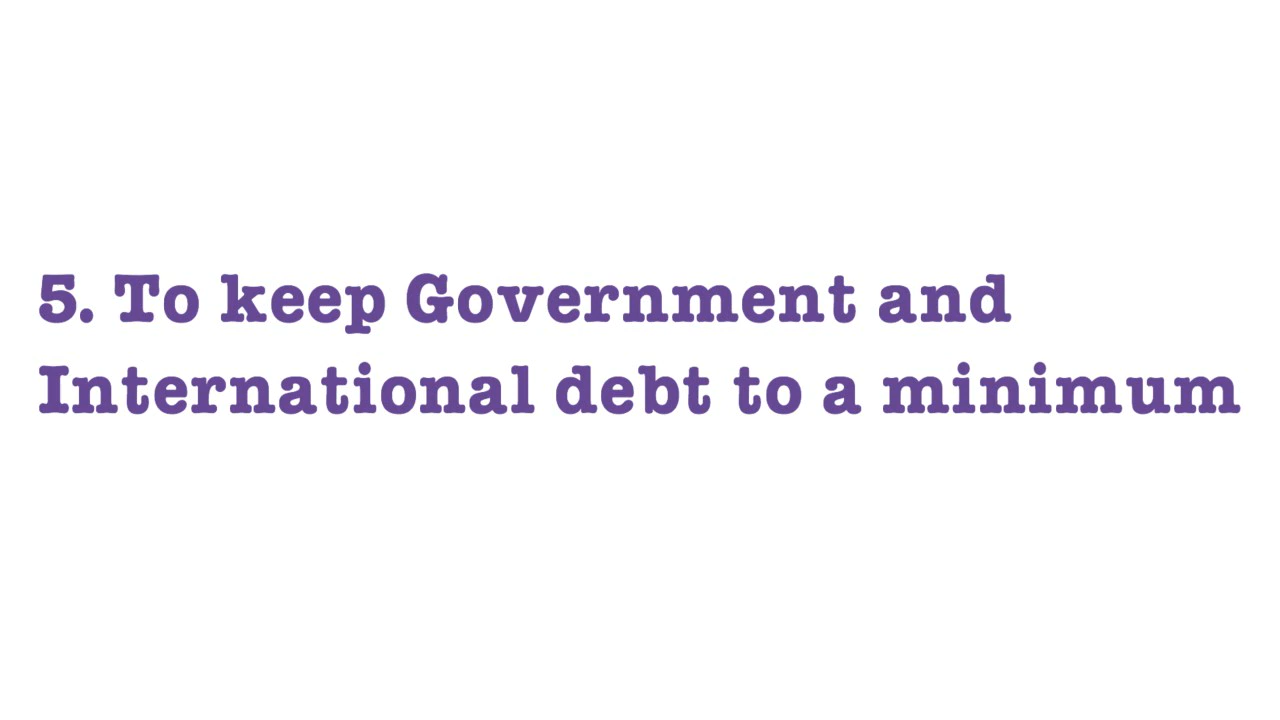 5. To keep Government and
International debt to a minimum